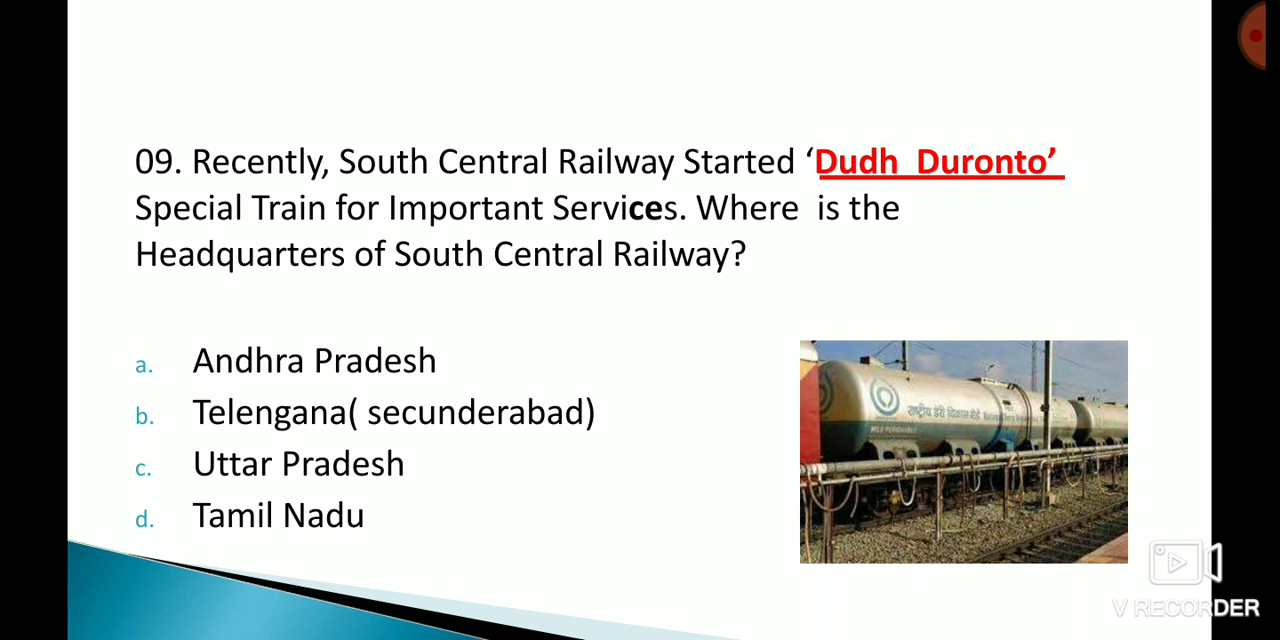 09. Recently, South Central Railway Started ‘Dudh Duronto’
Special Train for Important Services. Where is the
Headquarters of South Central Railway?
a. Andhra Pradesh
b. Telengana( secunderabad)
c. Uttar Pradesh
d. Tamil Nadu
राष्ट्रीय डेरी विकास बोर्ड
V RECORDER